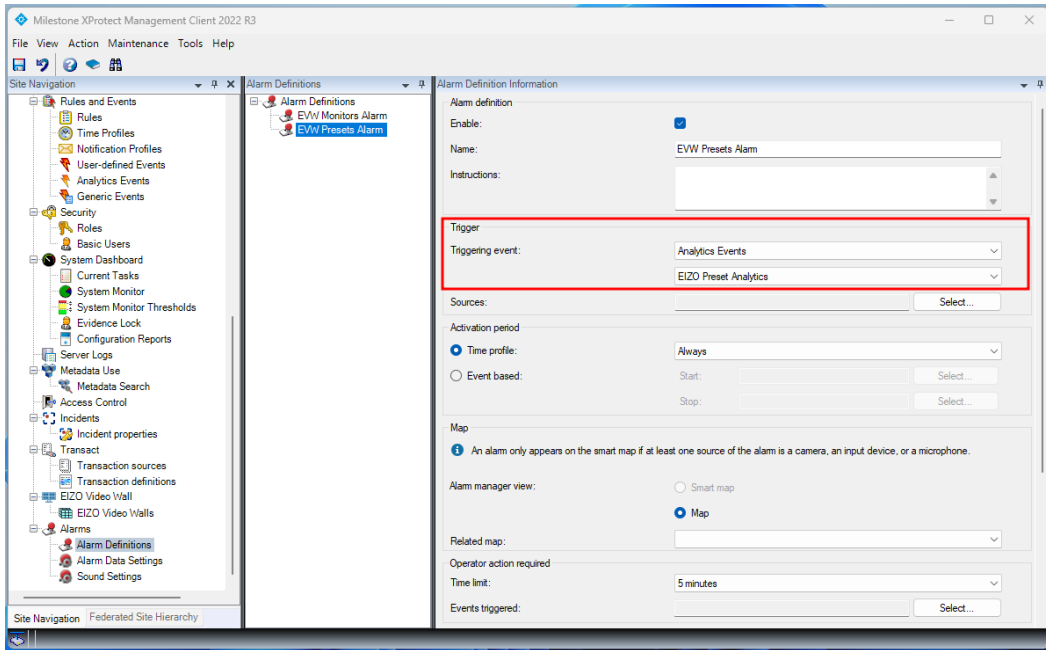 Milestone XProtect Management Client 2022 R3
File View Action Maintenance Tools Help
Site Navigation
Rules and Events
Rules
Time Profiles
Notification Profiles
User-defined Events
Analytics Events
Generic Events
Security
Roles
Basic Users
System Dashboard
Current Tasks
System Monitor
System Monitor Thresholds
Evidence Lock
Configuration Reports
Server Logs
Metadata Use
Metadata Search
Access Control
Incidents
Incident properties
Transact
Transaction sources
Transaction definitions
EIZO Video Wall
EIZO Video Walls
Alarms
Alarm Definitions
Alarm Data Settings
Sound Settings
Site Navigation Federated Site Hierarchy
Alarm Definitions
Alarm Definitions
EVW Monitors Alarm
EVW Presets Alarm
Alarm Definition Information
Alarm definition
Enable:
Name: EVW Presets Alarm
Instructions:
Trigger
Triggering event: Analytics Events
EIZO Preset Analytics
Sources: Select...
Activation period
Time profile: Always
Event based: Start: Select...
Stop: Select...
Map
An alarm only appears on the smart map if at least one source of the alarm is a camera, an input device, or a microphone.
Alarm manager view: Smart map
Map
Related map:
Operator action required
Time limit: 5 minutes
Events triggered: Select...